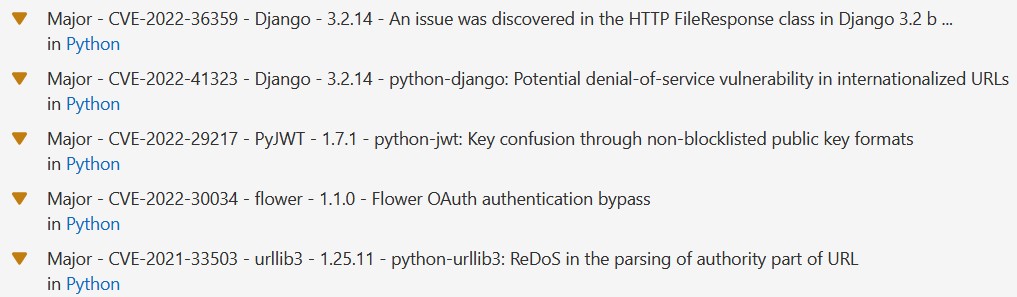 Major - CVE-2022-36359 - Django - 3.2.14 - An issue was discovered in the HTTP FileResponse class in Django 3.2 b ...
in Python
Major - CVE-2022-41323 - Django - 3.2.14 - python-django: Potential denial-of-service vulnerability in internationalized URLs
in Python
Major - CVE-2022-29217 - PyJWT - 1.7.1 - python-jwt: Key confusion through non-blocklisted public key formats
in Python
Major - CVE-2022-30034 - flower - 1.1.0 - Flower OAuth authentication bypass
in Python
Major - CVE-2021-33503 - urllib3 - 1.25.11 - python-urllib3: ReDoS in the parsing of authority part of URL
in Python